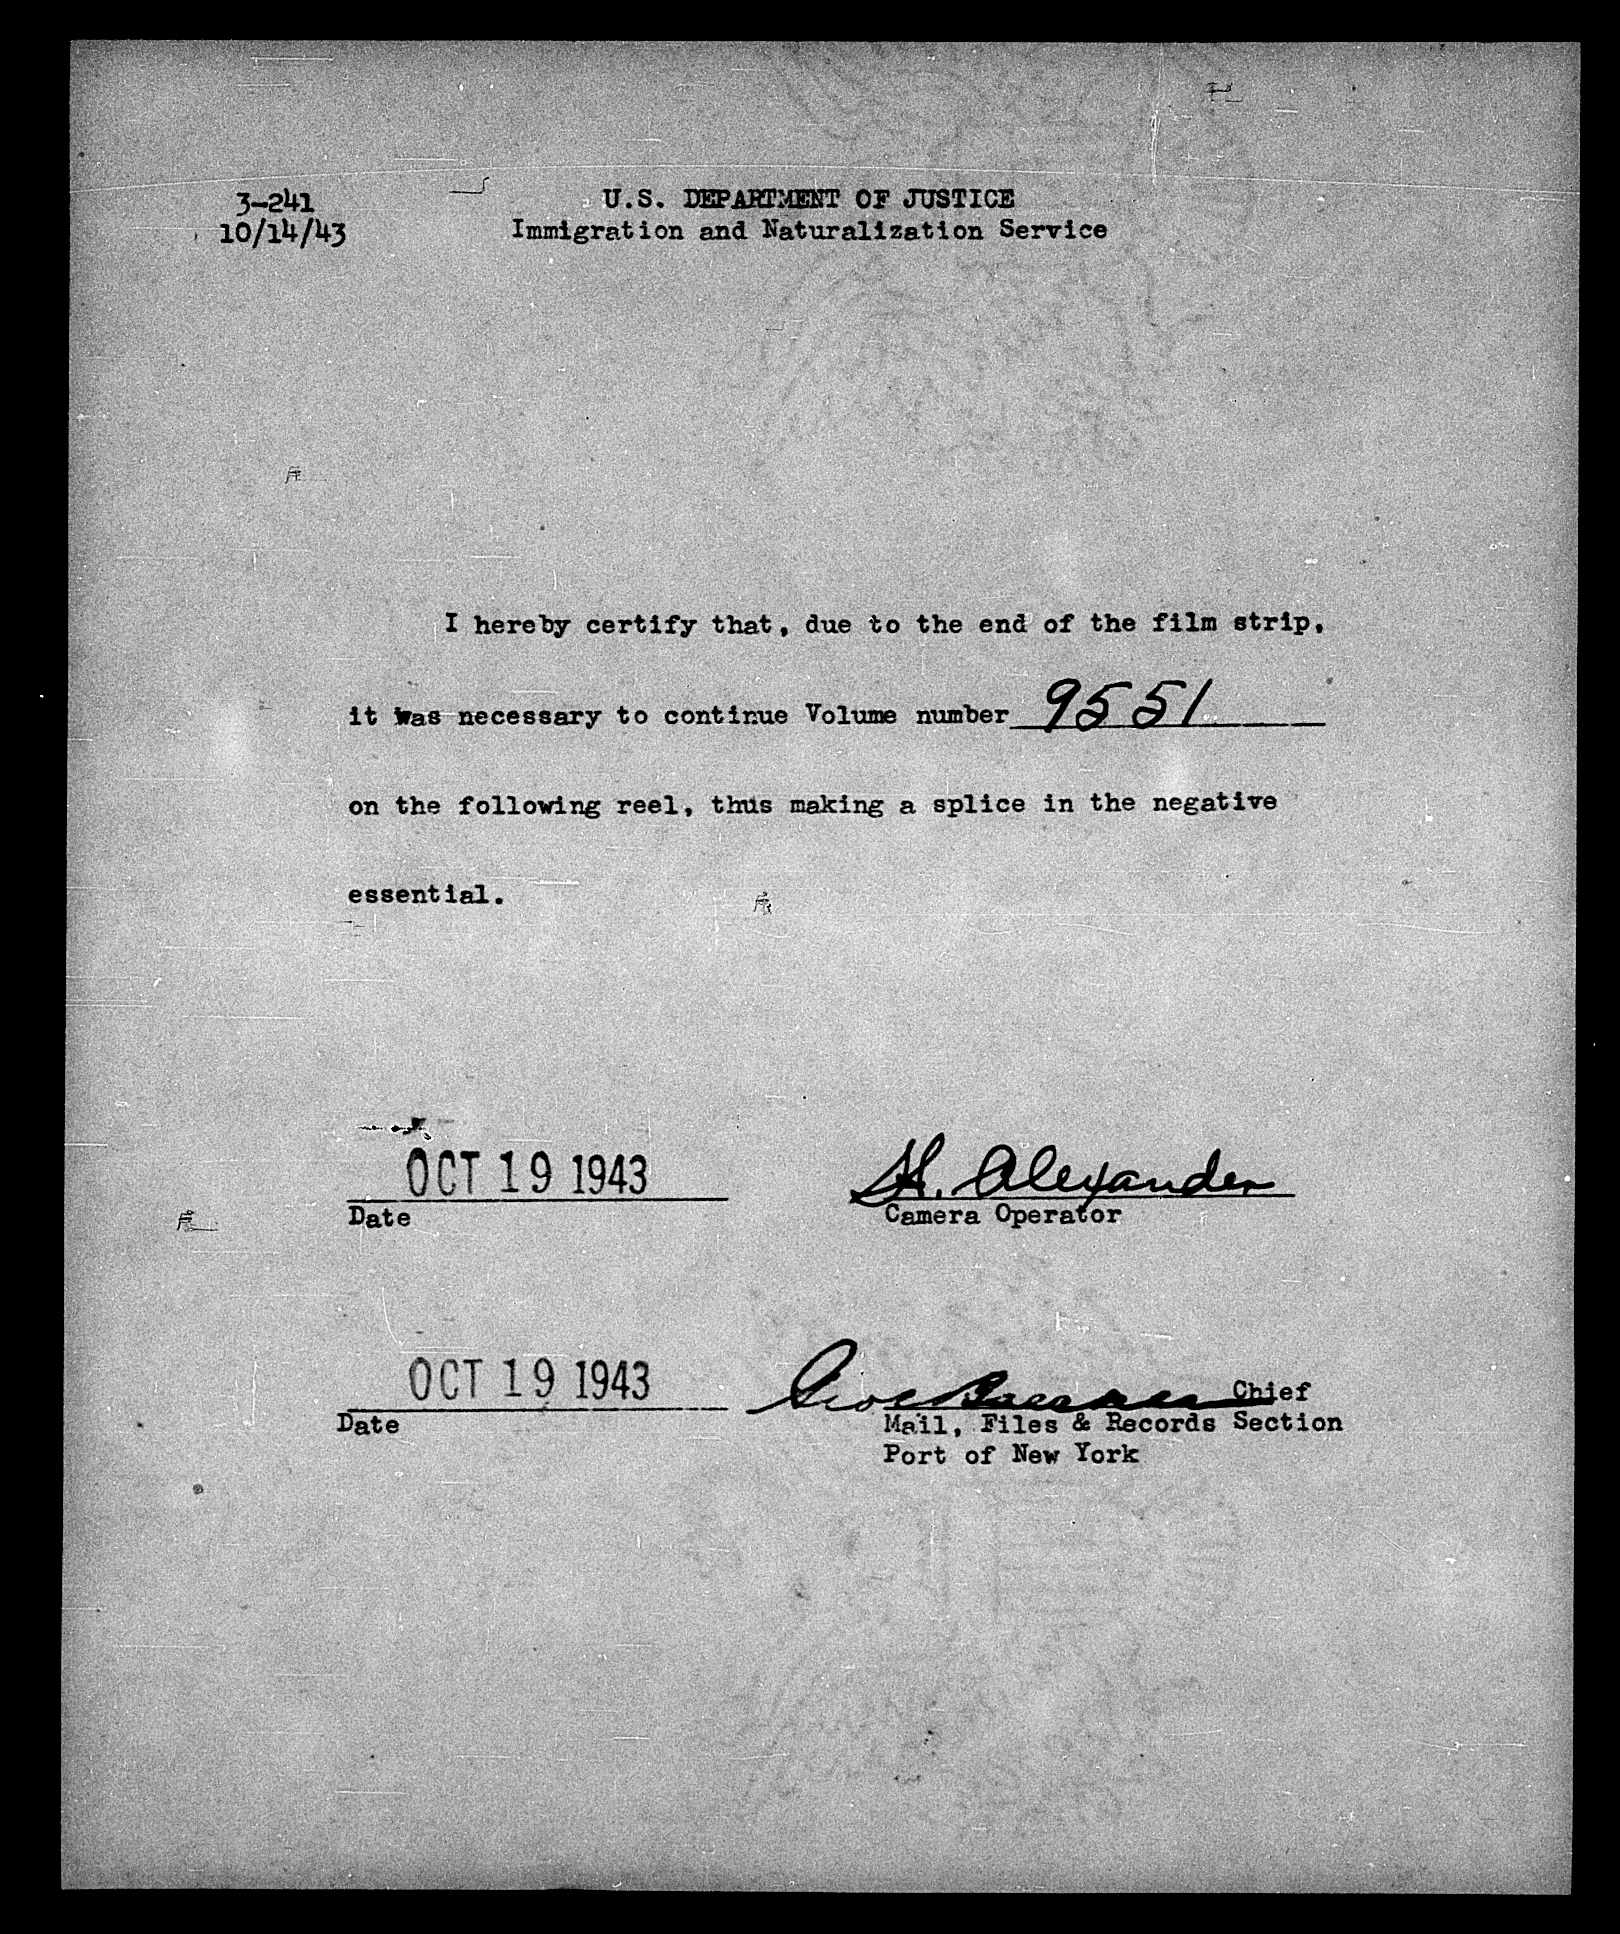 3-241
10/14/43
U.S. DEPARTMENT OF JUSTICE
Immigration and Naturalization Service
I hereby certify that, due to the end of the film strip,
it was necessary to continue Volume number 9551
on the following reel, thus making a splice in the negative
essential.
OCT 19 1943
Date
H. Alexander
Camera Operator
OCT 19 1943
Date
Chief
Mail, Files & Records Section
Port of New York